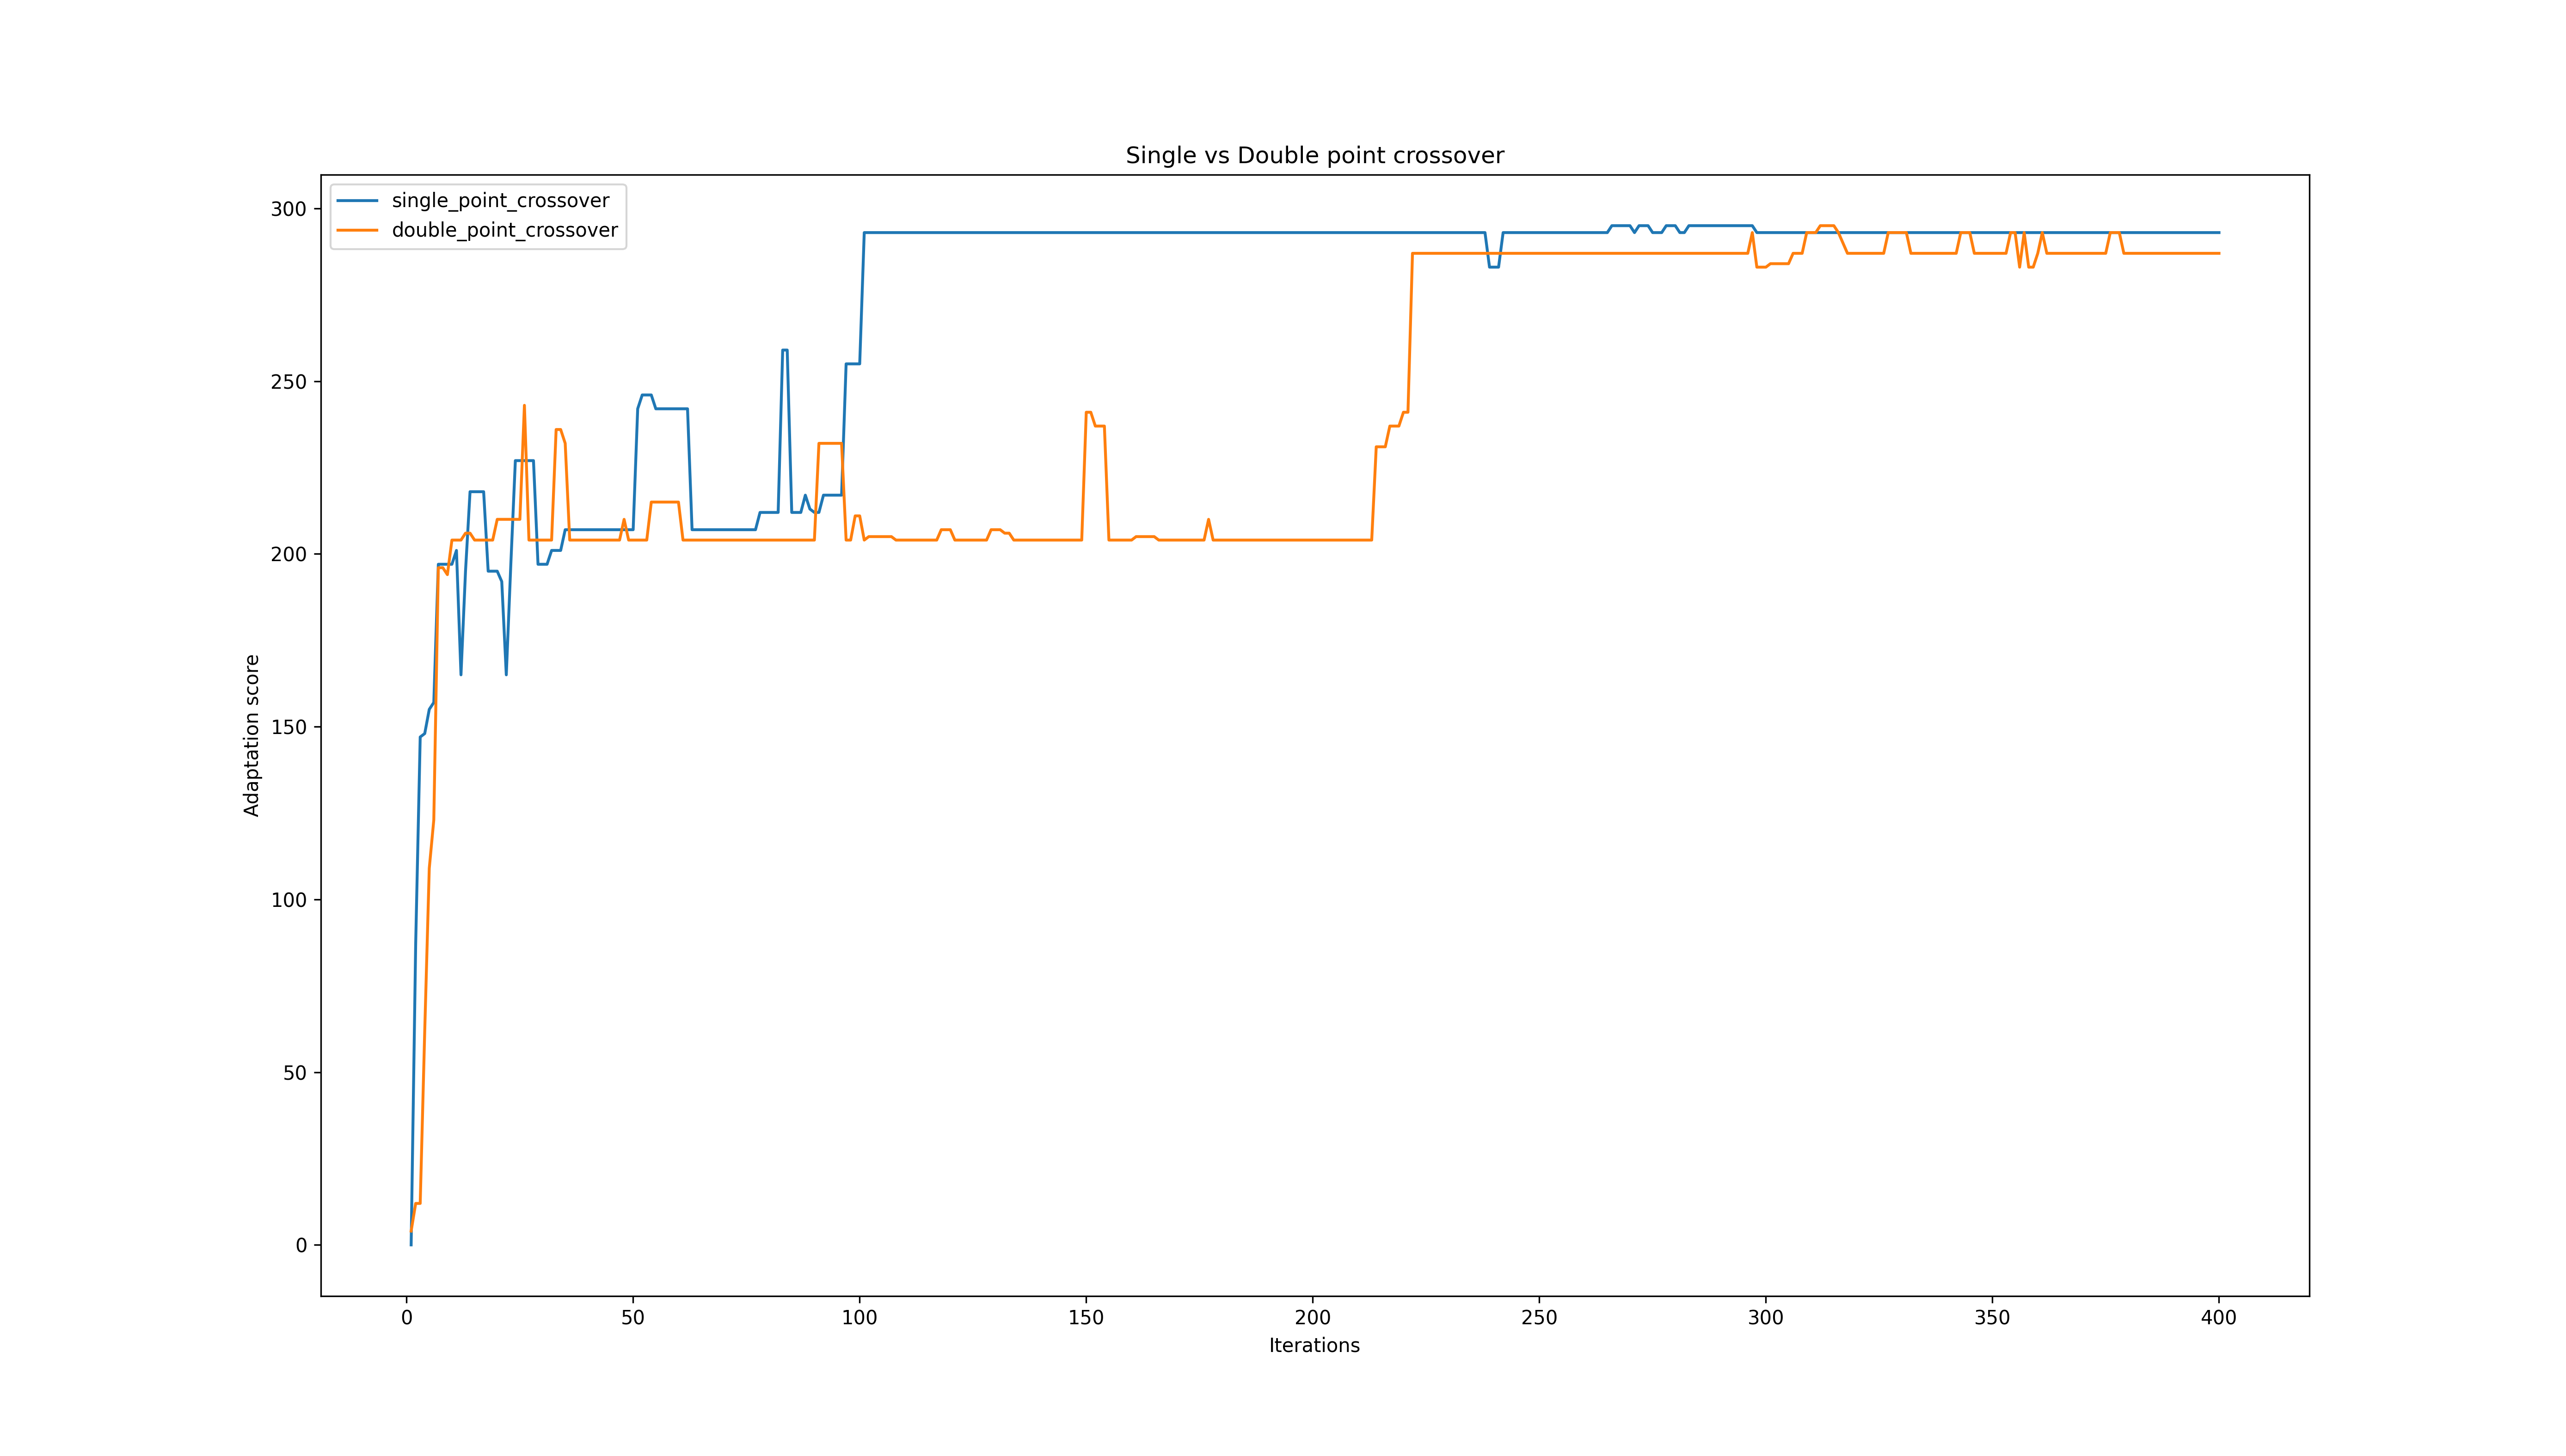 Single vs Double point crossover
single_point_crossover
double_point_crossover
300
250
200
150
100
50
0
Adaptation score
0 50 100 150 200 250 300 350 400
Iterations